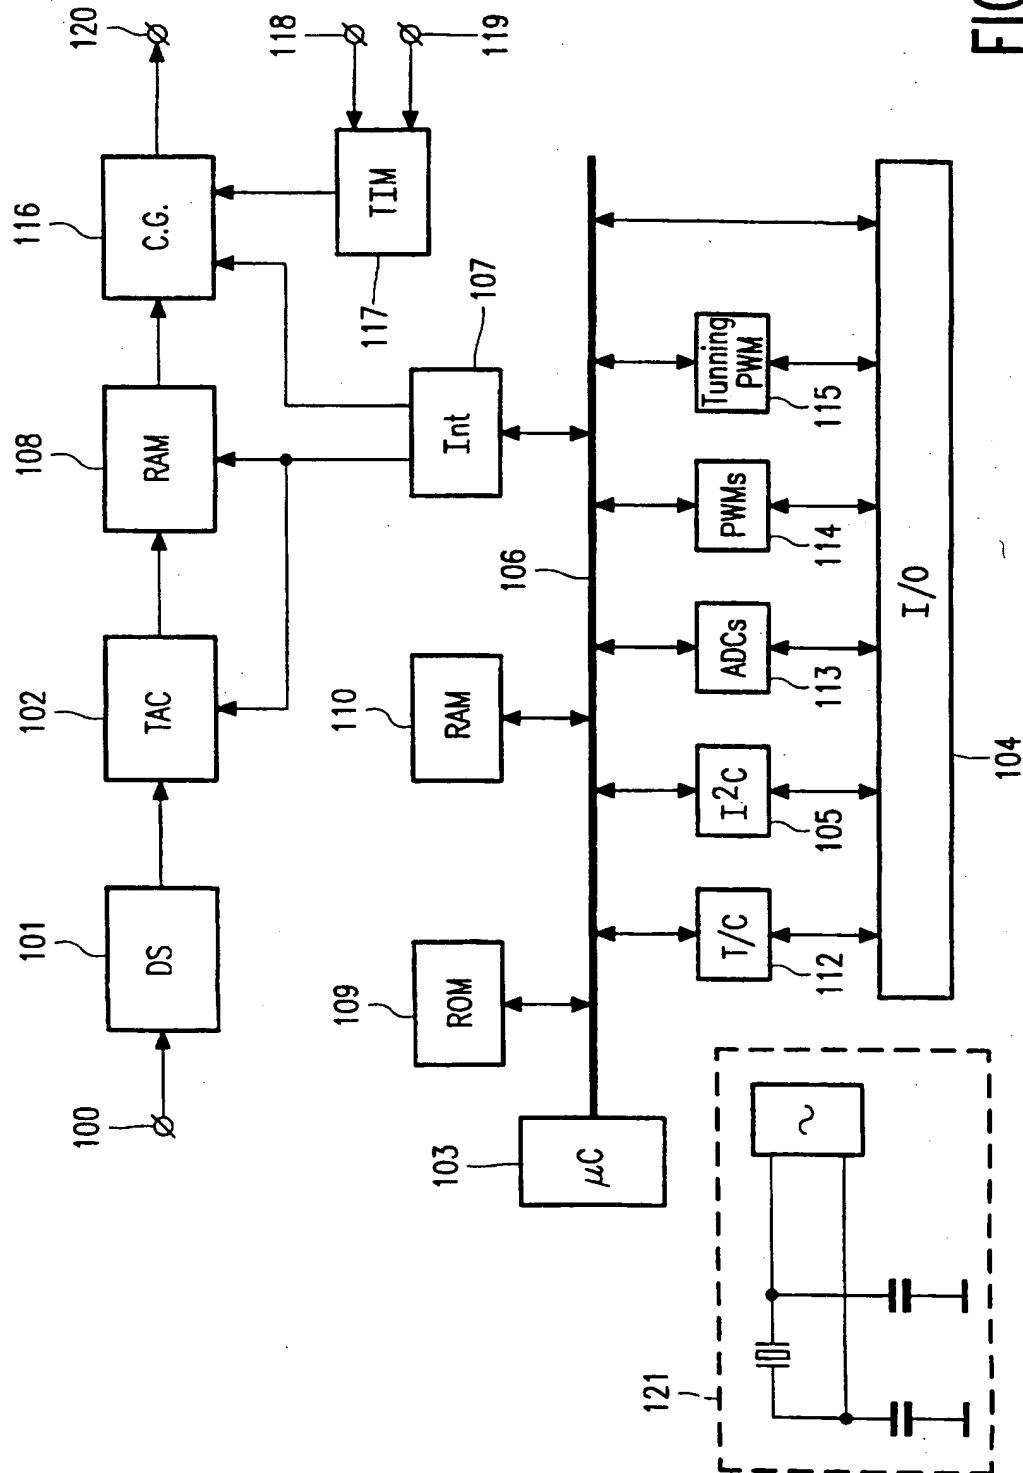 101
102
108
116
120
100
DS
TAC
RAM
C.G.
118
119
117
TIM
109
110
107
ROM
RAM
Int
103
μC
106
T/C
I²C
ADCs
PWMs
Tunning
PWM
112
105
113
114
115
I/O
104
121
~
FIG